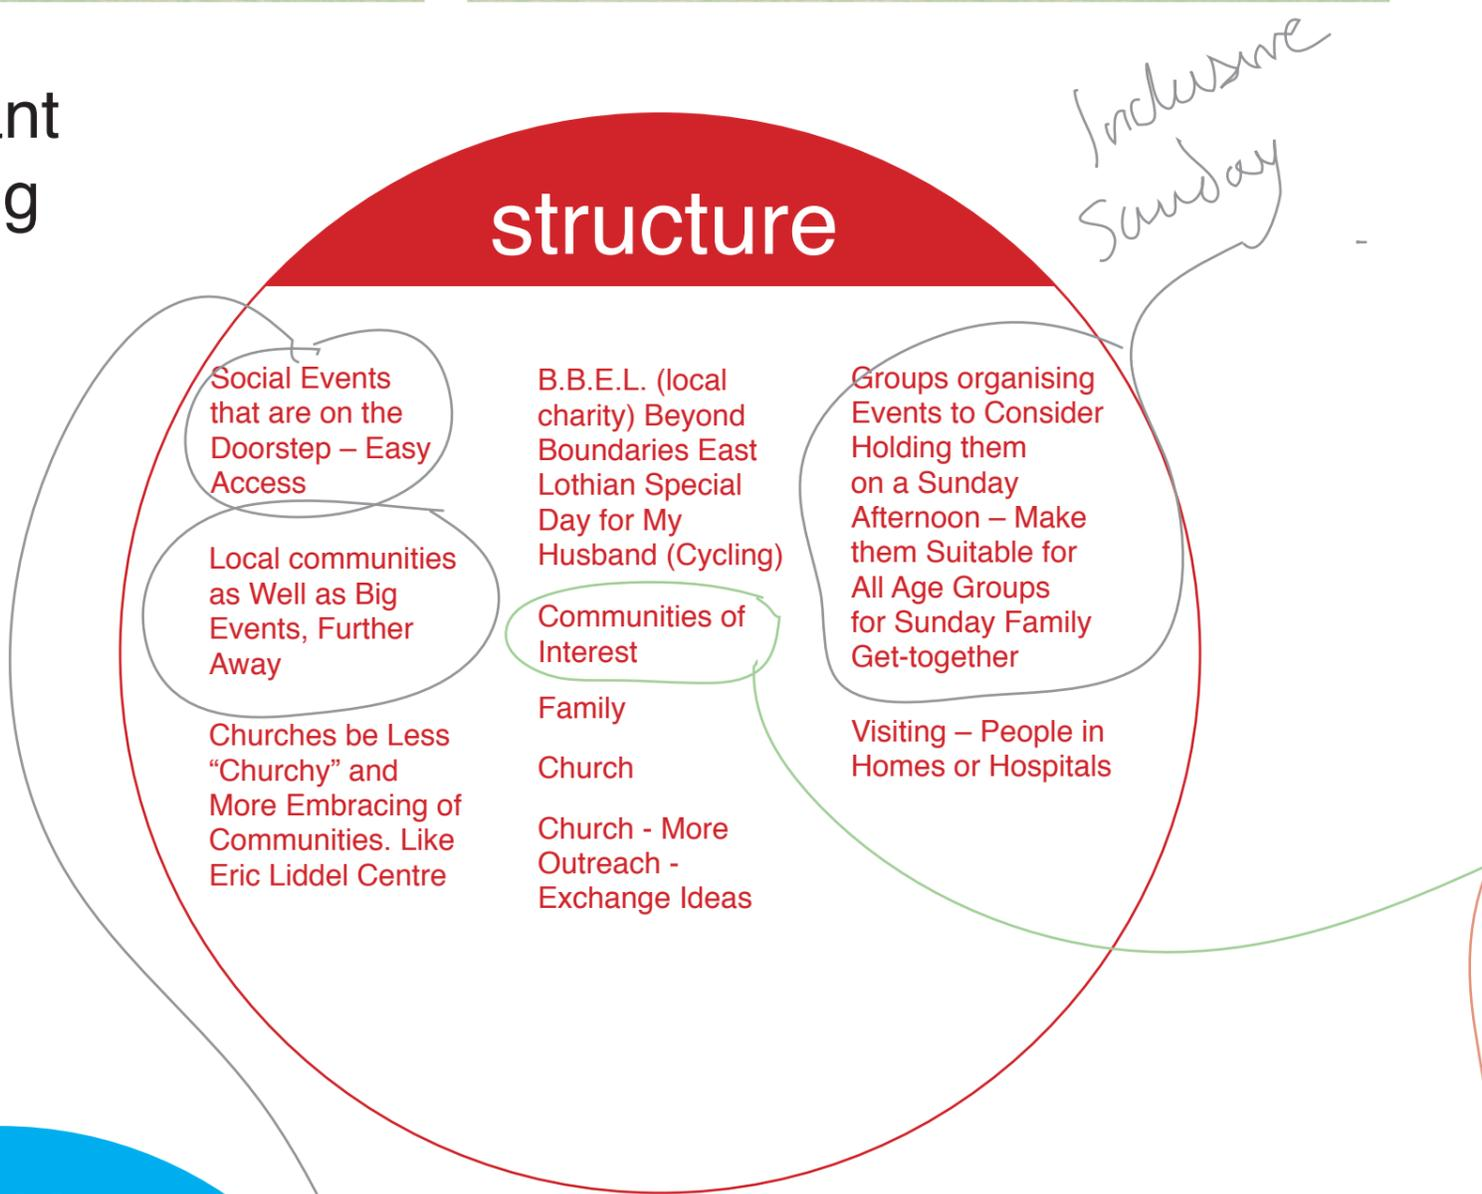 ant
g
Inclusive
Sunday
structure
Social Events
that are on the
Doorstep – Easy
Access
Local communities
as Well as Big
Events, Further
Away
Churches be Less
“Churchy” and
More Embracing of
Communities. Like
Eric Liddel Centre
B.B.E.L. (local
charity) Beyond
Boundaries East
Lothian Special
Day for My
Husband (Cycling)
Communities of
Interest
Family
Church
Church - More
Outreach -
Exchange Ideas
Groups organising
Events to Consider
Holding them
on a Sunday
Afternoon – Make
them Suitable for
All Age Groups
for Sunday Family
Get-together
Visiting – People in
Homes or Hospitals